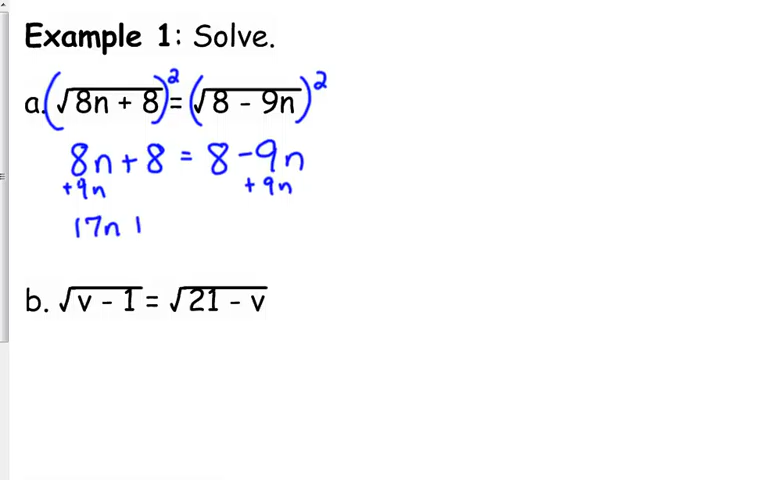 Example 1: Solve.
a. (√8n + 8)² = (√8 - 9n)²
8n + 8 = 8 - 9n
+9n +9n
17n
b. √v - 1 = √21 - v